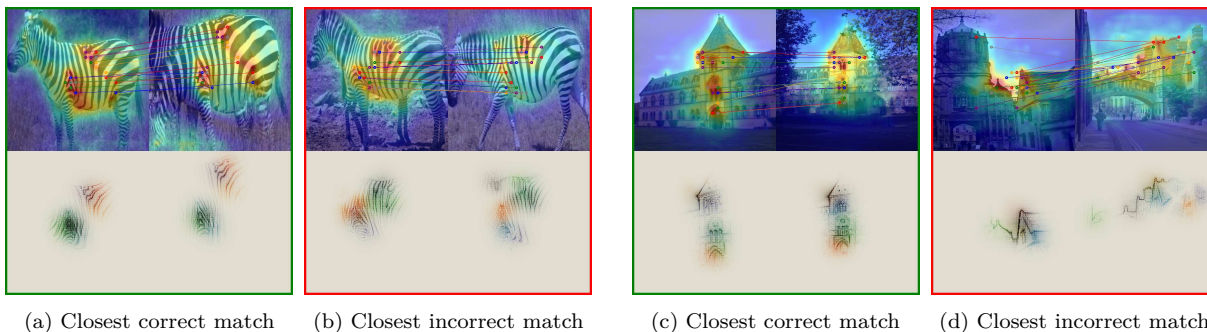 (a) Closest correct match
(b) Closest incorrect match
(c) Closest correct match
(d) Closest incorrect match